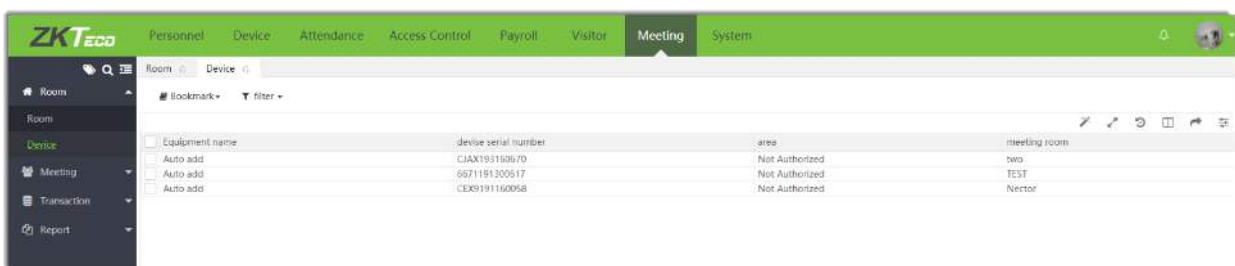 ZKTECO Personnel Device Attendance Access Control Payroll Visitor Meeting System
Room Device
Room
Bookmark filter
Room
Device
Equipment name devise serial number area meeting room
Auto add CJAX193160670 Not Authorized two
Auto add 6671191300617 Not Authorized TEST
Auto add CEX9191160058 Not Authorized Nector
Meeting
Transaction
Report